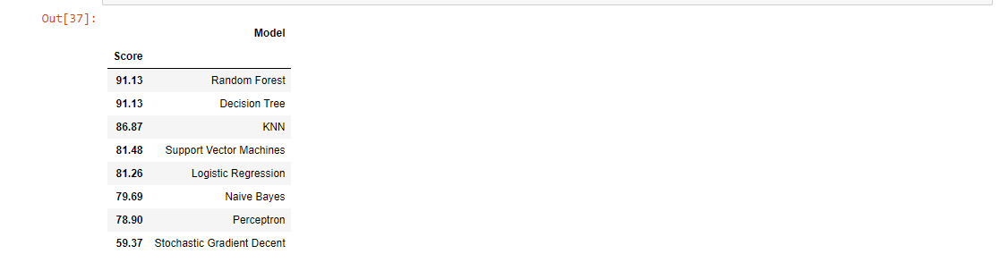 Out[37]:
Model
Score
91.13 Random Forest
91.13 Decision Tree
86.87 KNN
81.48 Support Vector Machines
81.26 Logistic Regression
79.69 Naive Bayes
78.90 Perceptron
59.37 Stochastic Gradient Decent